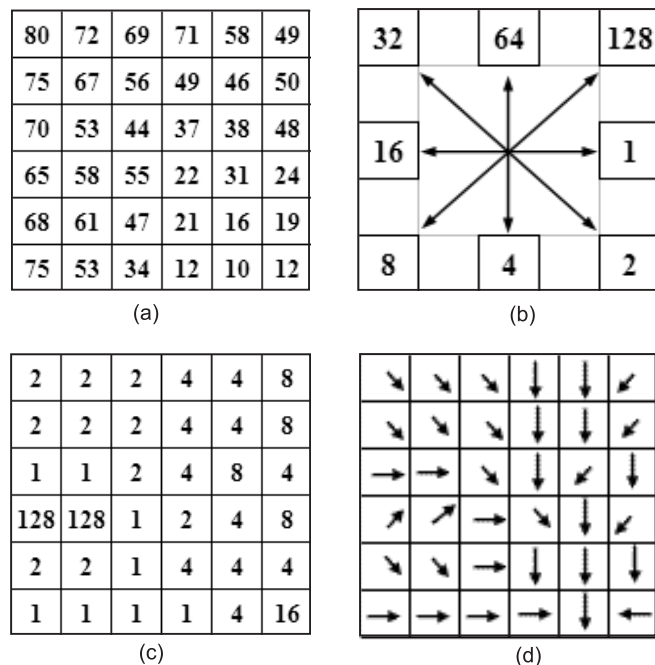 80 72 69 71 58 49
75 67 56 49 46 50
70 53 44 37 38 48
65 58 55 22 31 24
68 61 47 21 16 19
75 53 34 12 10 12
(a)
32 64 128
16 1
8 4 2
(b)
2 2 2 4 4 8
2 2 2 4 4 8
1 1 2 4 8 4
128 128 1 2 4 8
2 2 1 4 4 4
1 1 1 1 4 16
(c)
(d)